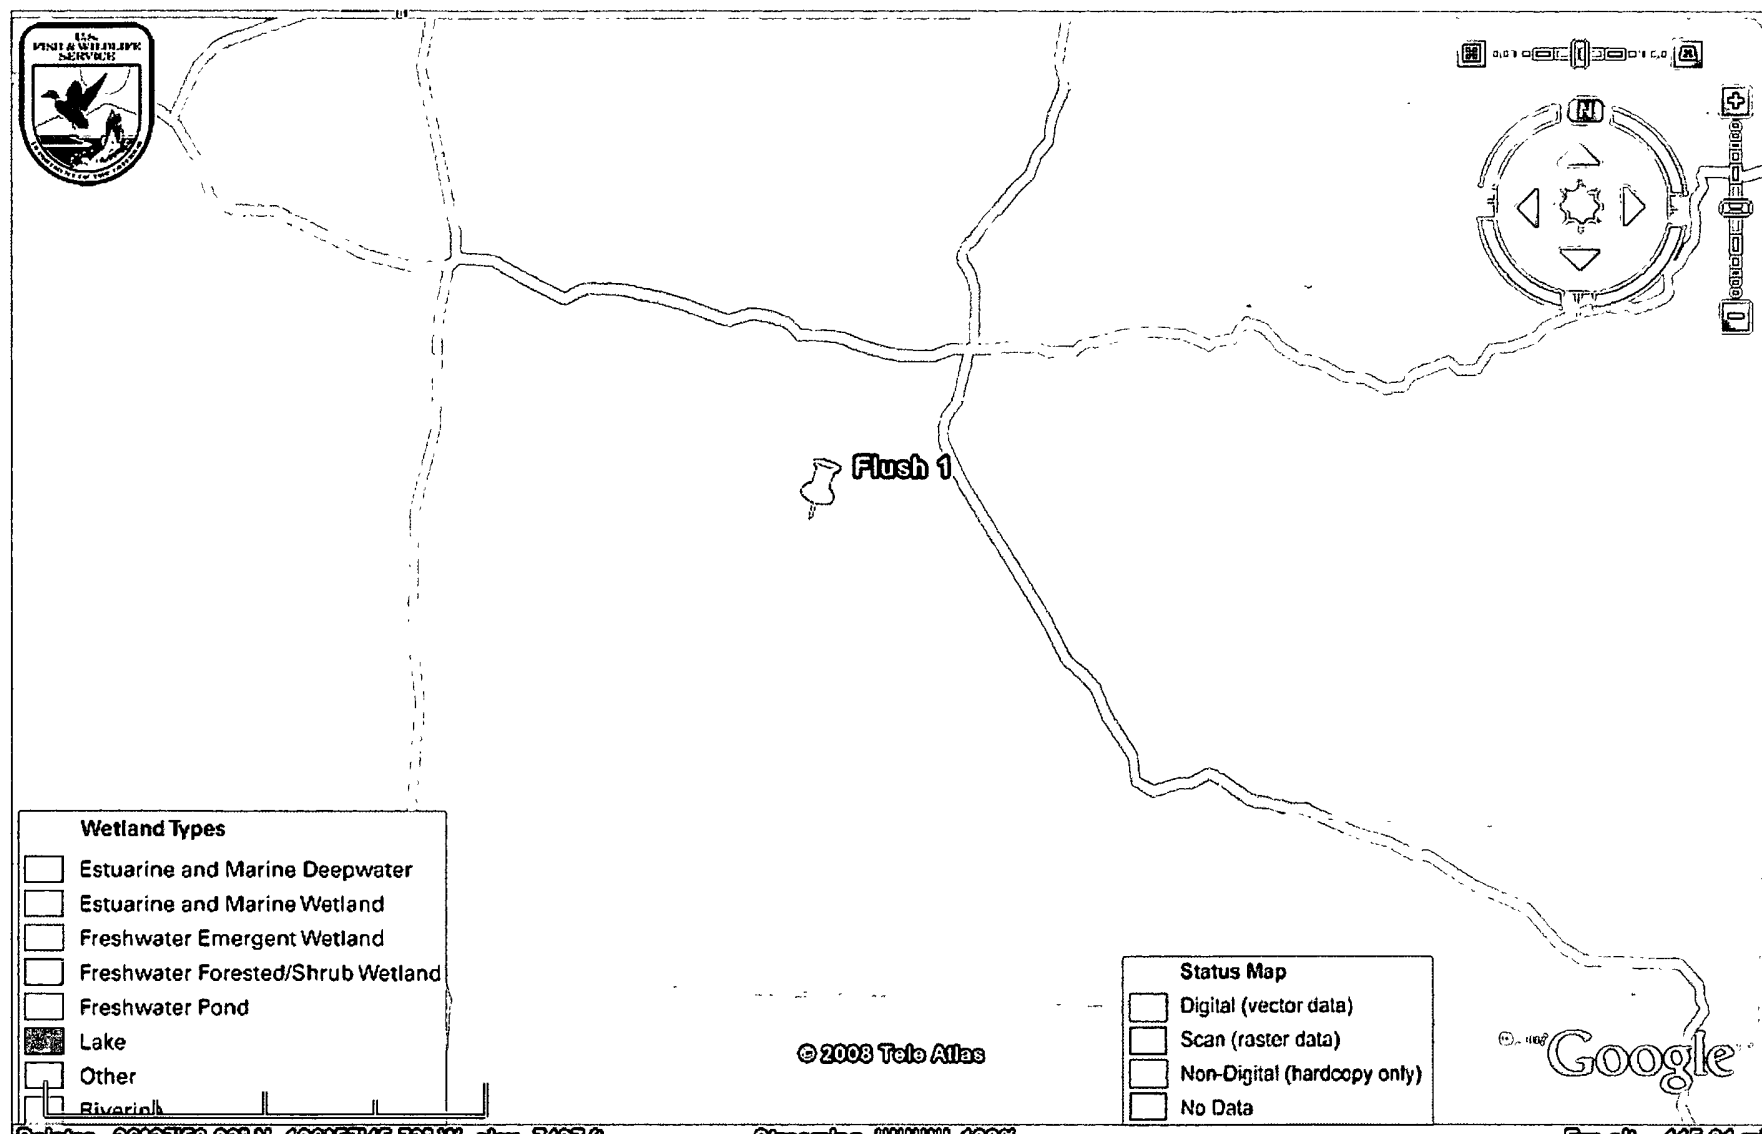 U.S.
FISH & WILDLIFE
SERVICE
N
Flush 1
Wetland Types
Estuarine and Marine Deepwater
Estuarine and Marine Wetland
Freshwater Emergent Wetland
Freshwater Forested/Shrub Wetland
Freshwater Pond
Lake
Other
Riverine
Status Map
Digital (vector data)
Scan (raster data)
Non-Digital (hardcopy only)
No Data
© 2008 Tele Atlas
Google